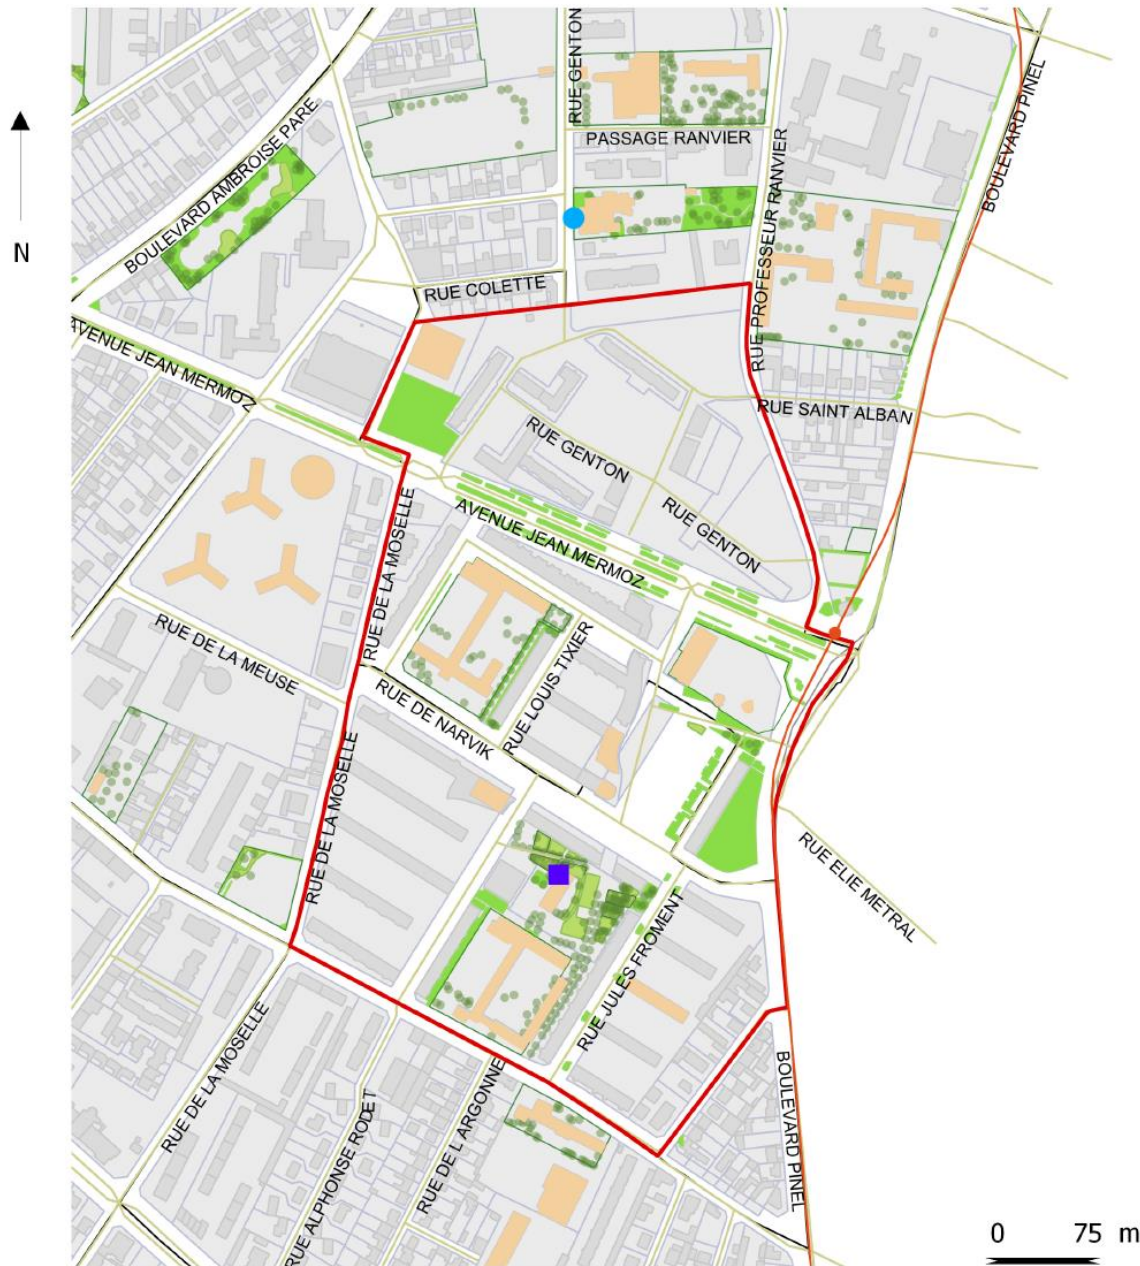 RUE GENTON
BOULEVARD PINEL
PASSAGE RANVIER
BOULEVARD AMBROISE PARE
RUE PROFESSEUR RANVIER
N
RUE COLETTE
AVENUE JEAN MERMOZ
RUE SAINT ALBAN
RUE GENTON
RUE GENTON
AVENUE JEAN MERMOZ
RUE DE LA MOSELLE
RUE DE LA MEUSE
RUE LOUIS TIXIER
RUE DE NARVIK
RUE DE LA MOSELLE
RUE ELIE METRAL
RUE JULES FROMENT
RUE DE LA MOSELLE
RUE ALPHONSE RODET
RUE DE L ARGONNE
BOULEVARD PINEL
0 75 m